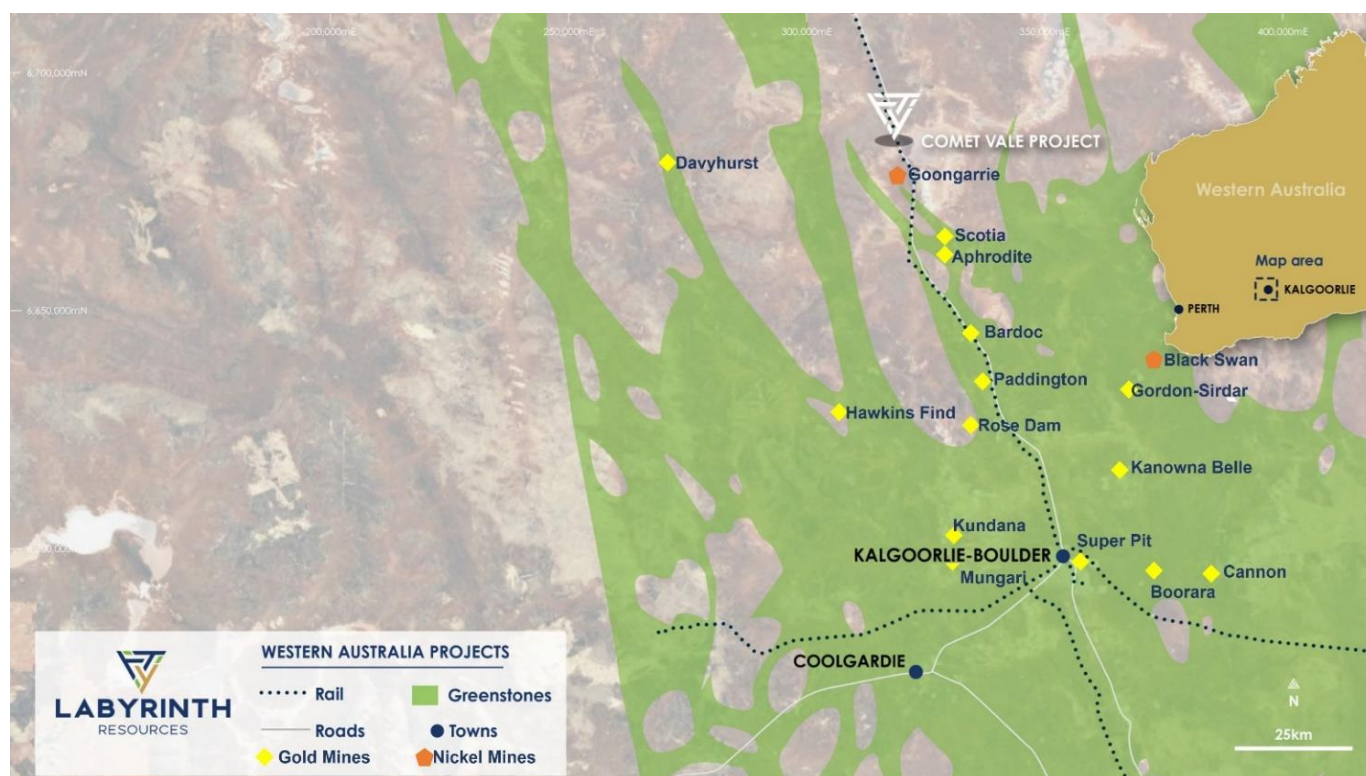 200,000mE
250,000mE
300,000mE
350,000mE
400,000mE
6,700,000mN
COMET VALE PROJECT
Davyhurst
Goongarrie
Western Australia
Scotia
Aphrodite
Map area
KALGOORLIE
PERTH
6,650,000mN
Bardoc
Black Swan
Paddington
Gordon-Sirdar
Hawkins Find
Rose Dam
Kanowna Belle
Kundana
Super Pit
KALGOORLIE-BOULDER
Mungari
Cannon
Boorara
COOLGARDIE
WESTERN AUSTRALIA PROJECTS
Rail
Greenstones
LABYRINTH
RESOURCES
Roads
Towns
Gold Mines
Nickel Mines
N
25km